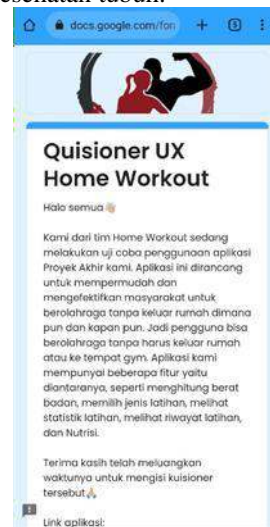 docs.google.com/forn
5
Quisioner UX
Home Workout
Halo semua👋
Kami dari tim Home Workout sedang
melakukan uji coba penggunaan aplikasi
Proyek Akhir kami. Aplikasi ini dirancang
untuk mempermudah dan
mengefektifkan masyarakat untuk
berolahraga tanpa keluar rumah dimana
pun dan kapan pun. Jadi pengguna bisa
berolahraga tanpa harus keluar rumah
atau ke tempat gym. Aplikasi kami
mempunyai beberapa fitur yaitu
diantaranya, seperti menghitung berat
badan, memilih jenis latihan, melihat
statistik latihan, melihat riwayat latihan,
dan Nutrisi.
Terima kasih telah meluangkan
waktunya untuk mengisi kuisioner
tersebut🙏
Link aplikasi: